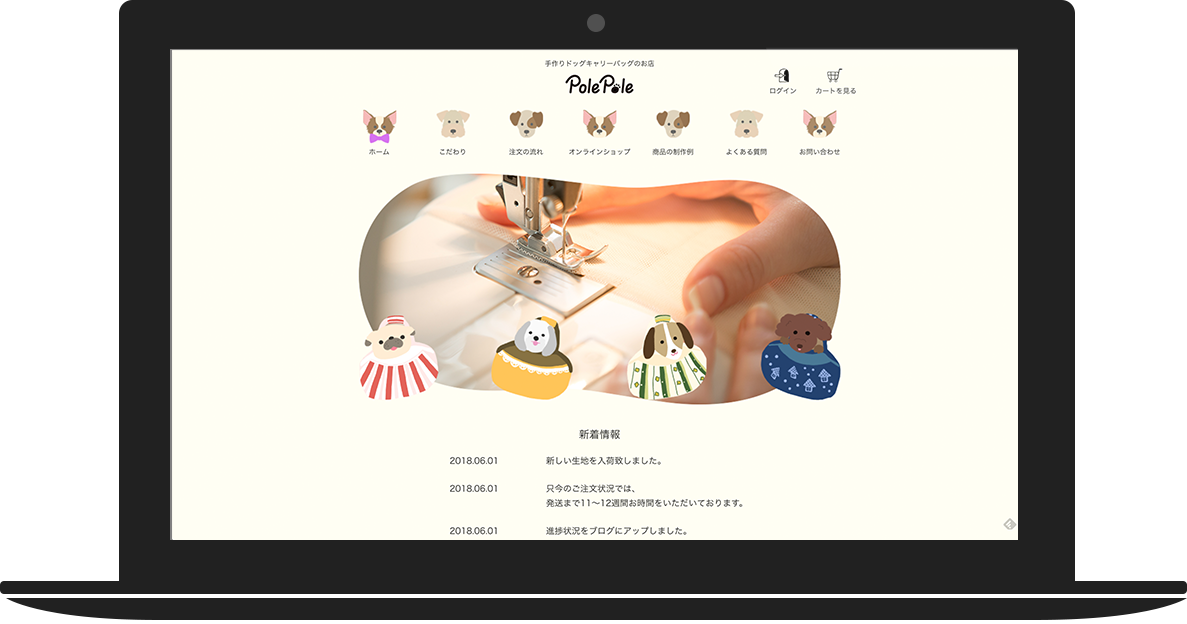 手作りドッグキャリーバッグのお店
PolePole
ログイン
カートを見る
ホーム
こだわり
注文の流れ
オンラインショップ
商品の制作例
よくある質問
お問い合わせ
新着情報
2018.06.01 新しい生地を入荷致しました。
2018.06.01 只今のご注文状況では、
発送まで11〜12週間お時間をいただいております。
2018.06.01 進捗状況をブログにアップしました。